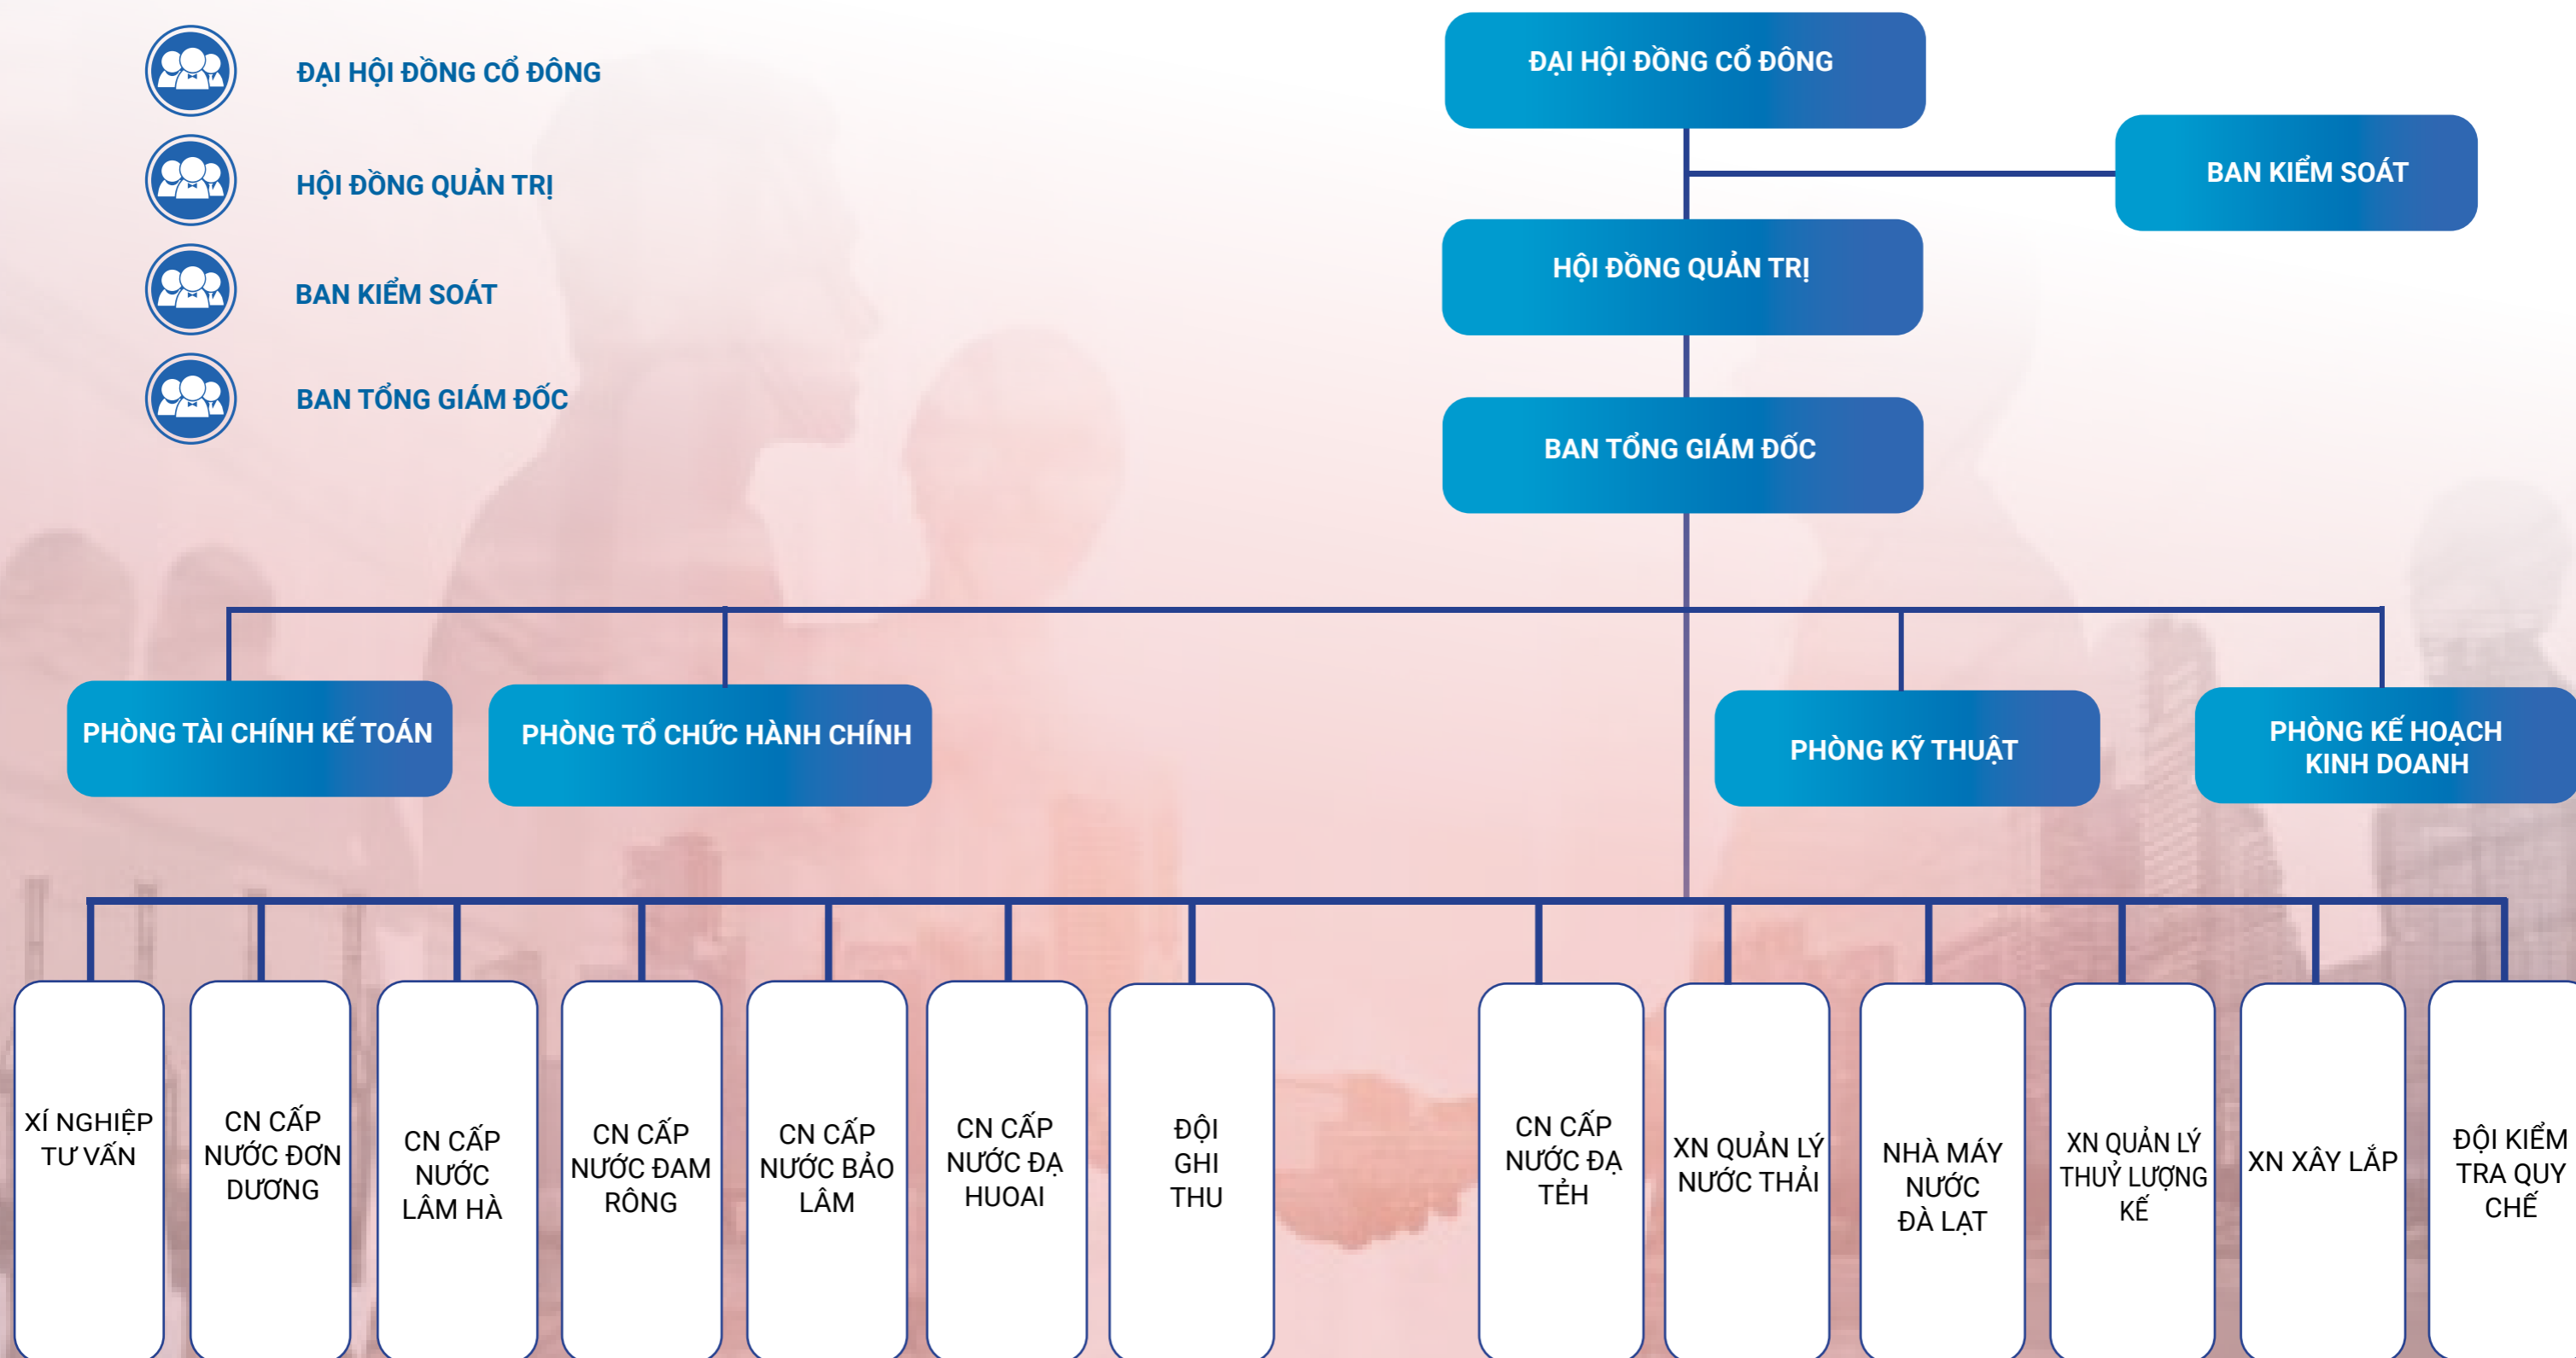 ĐẠI HỘI ĐỒNG CỔ ĐÔNG
HỘI ĐỒNG QUẢN TRỊ
BAN KIỂM SOÁT
BAN TỔNG GIÁM ĐỐC
ĐẠI HỘI ĐỒNG CỔ ĐÔNG
BAN KIỂM SOÁT
HỘI ĐỒNG QUẢN TRỊ
BAN TỔNG GIÁM ĐỐC
PHÒNG TÀI CHÍNH KẾ TOÁN
PHÒNG TỔ CHỨC HÀNH CHÍNH
PHÒNG KỸ THUẬT
PHÒNG KẾ HOẠCH
KINH DOANH
XÍ NGHIỆP
TƯ VẤN
CN CẤP
NƯỚC ĐƠN
DƯƠNG
CN CẤP
NƯỚC
LÂM HÀ
CN CẤP
NƯỚC ĐAM
RÔNG
CN CẤP
NƯỚC BẢO
LÂM
CN CẤP
NƯỚC ĐẠ
HUOAI
ĐỘI
GHI
THU
CN CẤP
NƯỚC ĐẠ
TẺH
XN QUẢN LÝ
NƯỚC THẢI
NHÀ MÁY
NƯỚC
ĐÀ LẠT
XN QUẢN LÝ
THUỶ LƯỢNG
KẾ
XN XÂY LẮP
ĐỘI KIỂM
TRA QUY
CHẾ